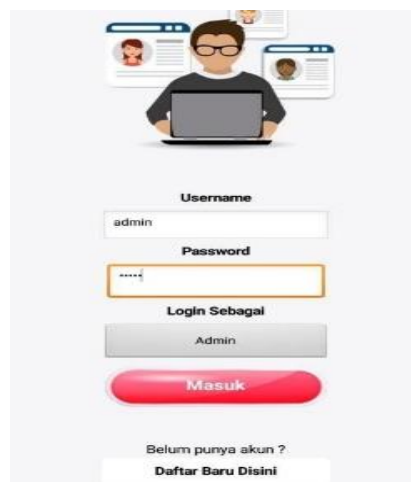 Username
admin
Password
.....
Login Sebagai
Admin
Masuk
Belum punya akun ?
Daftar Baru Disini